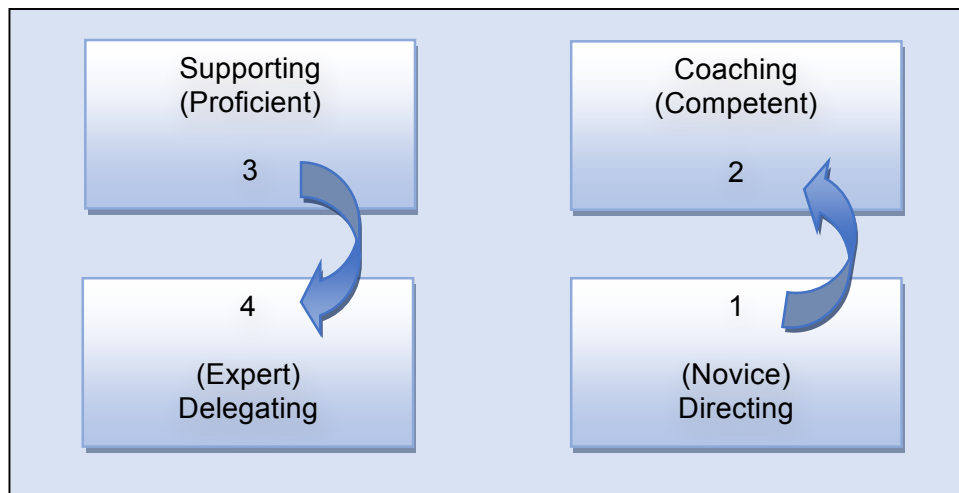 Supporting
(Proficient)
3
Coaching
(Competent)
2
4
(Expert)
Delegating
1
(Novice)
Directing